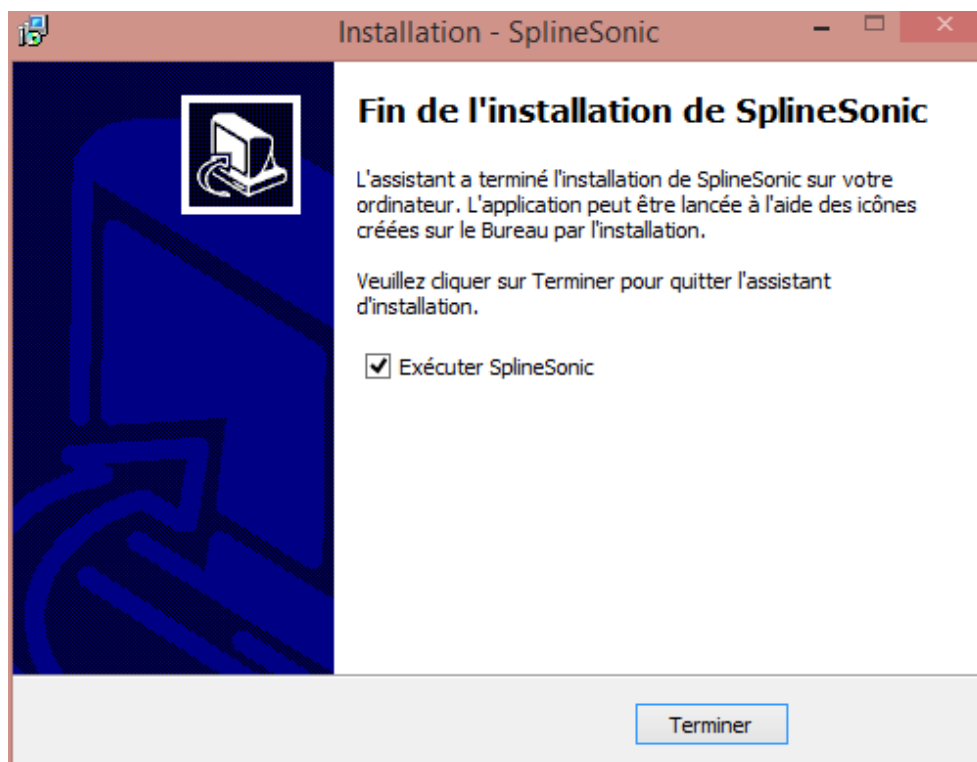 Installation - SplineSonic
Fin de l'installation de SplineSonic
L'assistant a terminé l'installation de SplineSonic sur votre
ordinateur. L'application peut être lancée à l'aide des icônes
créées sur le Bureau par l'installation.
Veuillez cliquer sur Terminer pour quitter l'assistant
d'installation.
Exécuter SplineSonic
Terminer